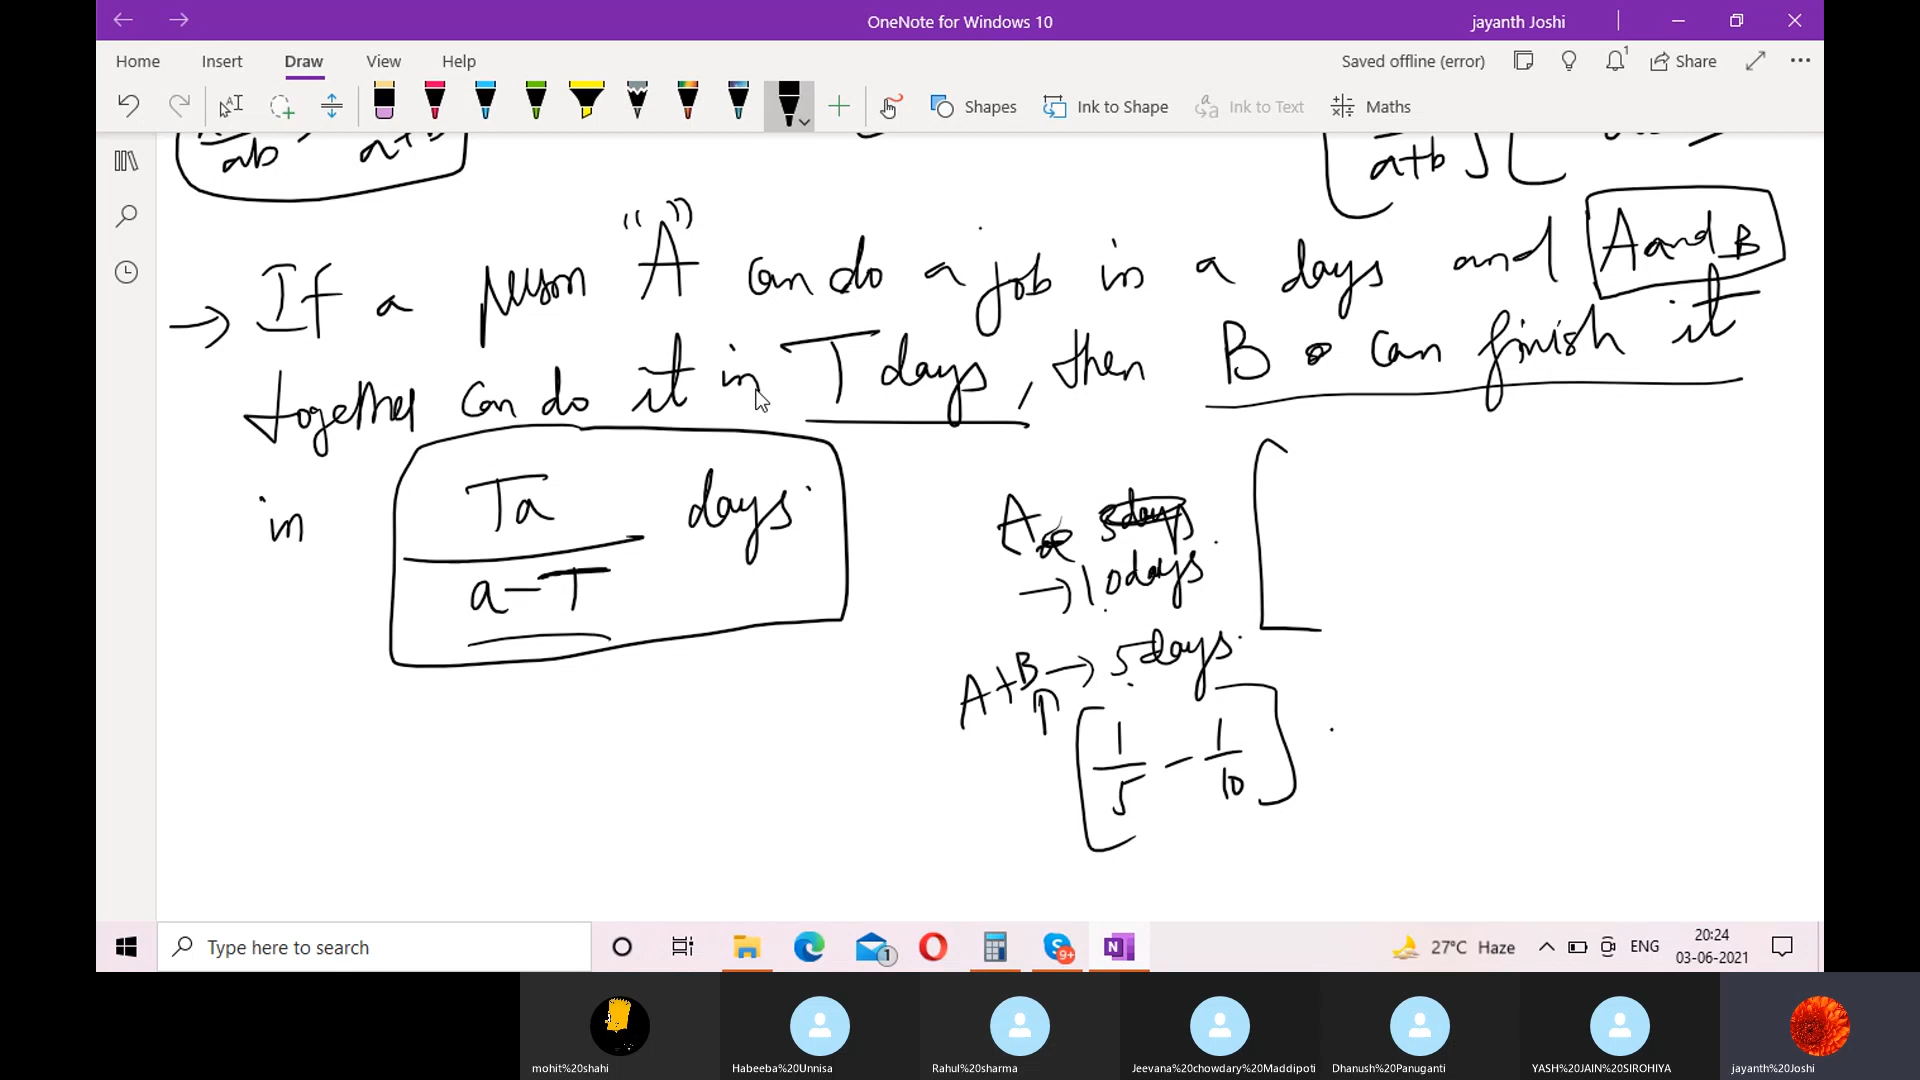 OneNote for Windows 10
jayanth Joshi
Home Insert Draw View Help
Saved offline (error)
Share
Shapes
Ink to Shape
Ink to Text
Maths
ab a+b
a+b
→ If a person "A" can do a job in a days and A and B
together can do it in T days, then B can finish it
in Ta days.
a-T
A
→ 10 days
A+B → 5 days.
[1/5 - 1/10]
Type here to search
1
9+
27°C Haze
ENG
20:24
03-06-2021
mohit%20shahi
Habeeba%20Unnisa
Rahul%20sharma
Jeevana%20chowdary%20Maddipoti
Dhanush%20Panuganti
YASH%20JAIN%20SIROHIYA
jayanth%20Joshi